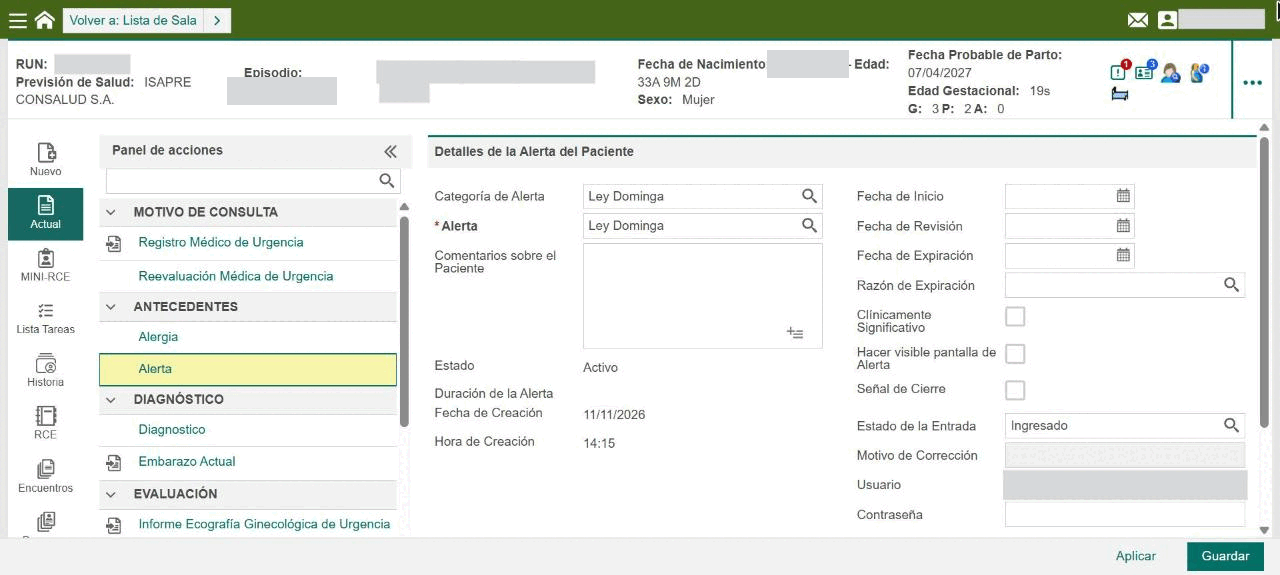 Volver a: Lista de Sala
RUN:
Previsión de Salud: ISAPRE
CONSALUD S.A.
Episodio:
Fecha de Nacimiento - Edad:
33A 9M 2D
Sexo: Mujer
Fecha Probable de Parto:
07/04/2027
Edad Gestacional: 19s
G: 3 P: 2 A: 0
1
3
Nuevo
Actual
MINI-RCE
Lista Tareas
Historia
RCE
Encuentros
Panel de acciones
MOTIVO DE CONSULTA
Registro Médico de Urgencia
Reevaluación Médica de Urgencia
ANTECEDENTES
Alergia
Alerta
DIAGNÓSTICO
Diagnostico
Embarazo Actual
EVALUACIÓN
Informe Ecografía Ginecológica de Urgencia
Detalles de la Alerta del Paciente
Categoría de Alerta Ley Dominga
*Alerta Ley Dominga
Comentarios sobre el
Paciente
Estado Activo
Duración de la Alerta
Fecha de Creación 11/11/2026
Hora de Creación 14:15
Fecha de Inicio
Fecha de Revisión
Fecha de Expiración
Razón de Expiración
Clínicamente
Significativo
Hacer visible pantalla de
Alerta
Señal de Cierre
Estado de la Entrada Ingresado
Motivo de Corrección
Usuario
Contraseña
Aplicar
Guardar